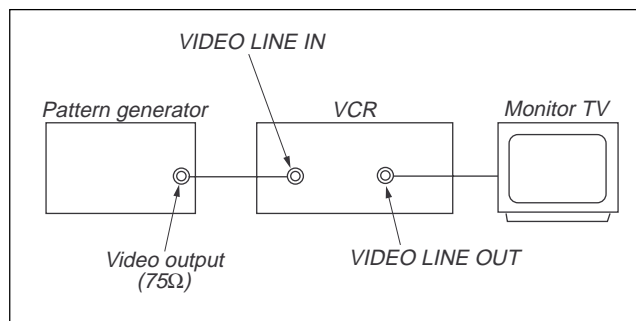 VIDEO LINE IN
Pattern generator
VCR
Monitor TV
Video output
(75Ω)
VIDEO LINE OUT